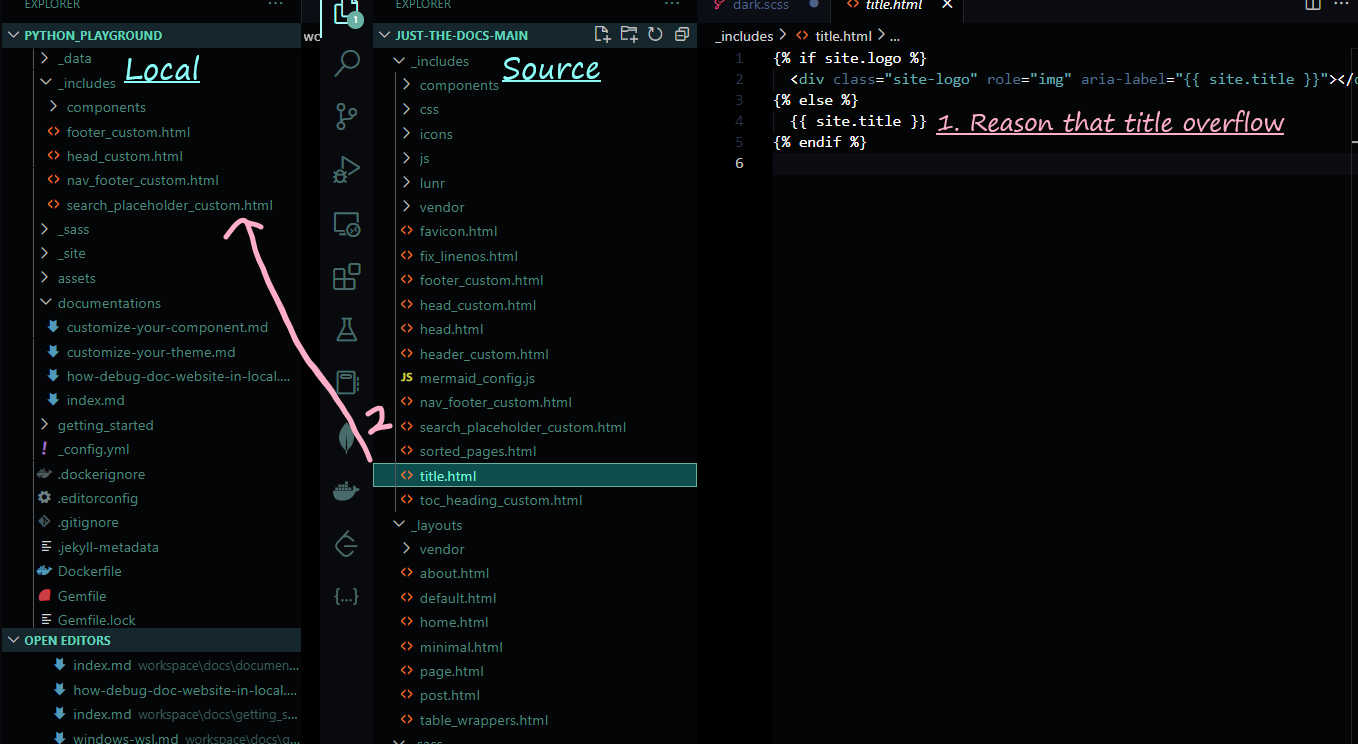 EXPLORER
PYTHON_PLAYGROUND
_data
Local
_includes
components
footer_custom.html
head_custom.html
nav_footer_custom.html
search_placeholder_custom.html
_sass
_site
assets
documentations
customize-your-component.md
customize-your-theme.md
how-debug-doc-website-in-local....
index.md
getting_started
_config.yml
.dockerignore
.editorconfig
.gitignore
.jekyll-metadata
Dockerfile
Gemfile
Gemfile.lock
OPEN EDITORS
index.md workspace\docs\documen...
how-debug-doc-website-in-local....
index.md workspace\docs\getting_s...
windows-wsl.md workspace\docs\g...
wc
1
2
EXPLORER
JUST-THE-DOCS-MAIN
_includes
Source
components
css
icons
js
lunr
vendor
favicon.html
fix_linenos.html
footer_custom.html
head_custom.html
head.html
header_custom.html
JS mermaid_config.js
nav_footer_custom.html
search_placeholder_custom.html
sorted_pages.html
title.html
toc_heading_custom.html
_layouts
vendor
about.html
default.html
home.html
minimal.html
page.html
post.html
table_wrappers.html
_sass
dark.scss title.html
_includes > title.html > ...
1 {% if site.logo %}
2 <div class="site-logo" role="img" aria-label="{{ site.title }}"></
3 {% else %}
4 {{ site.title }} 1. Reason that title overflow
5 {% endif %}
6